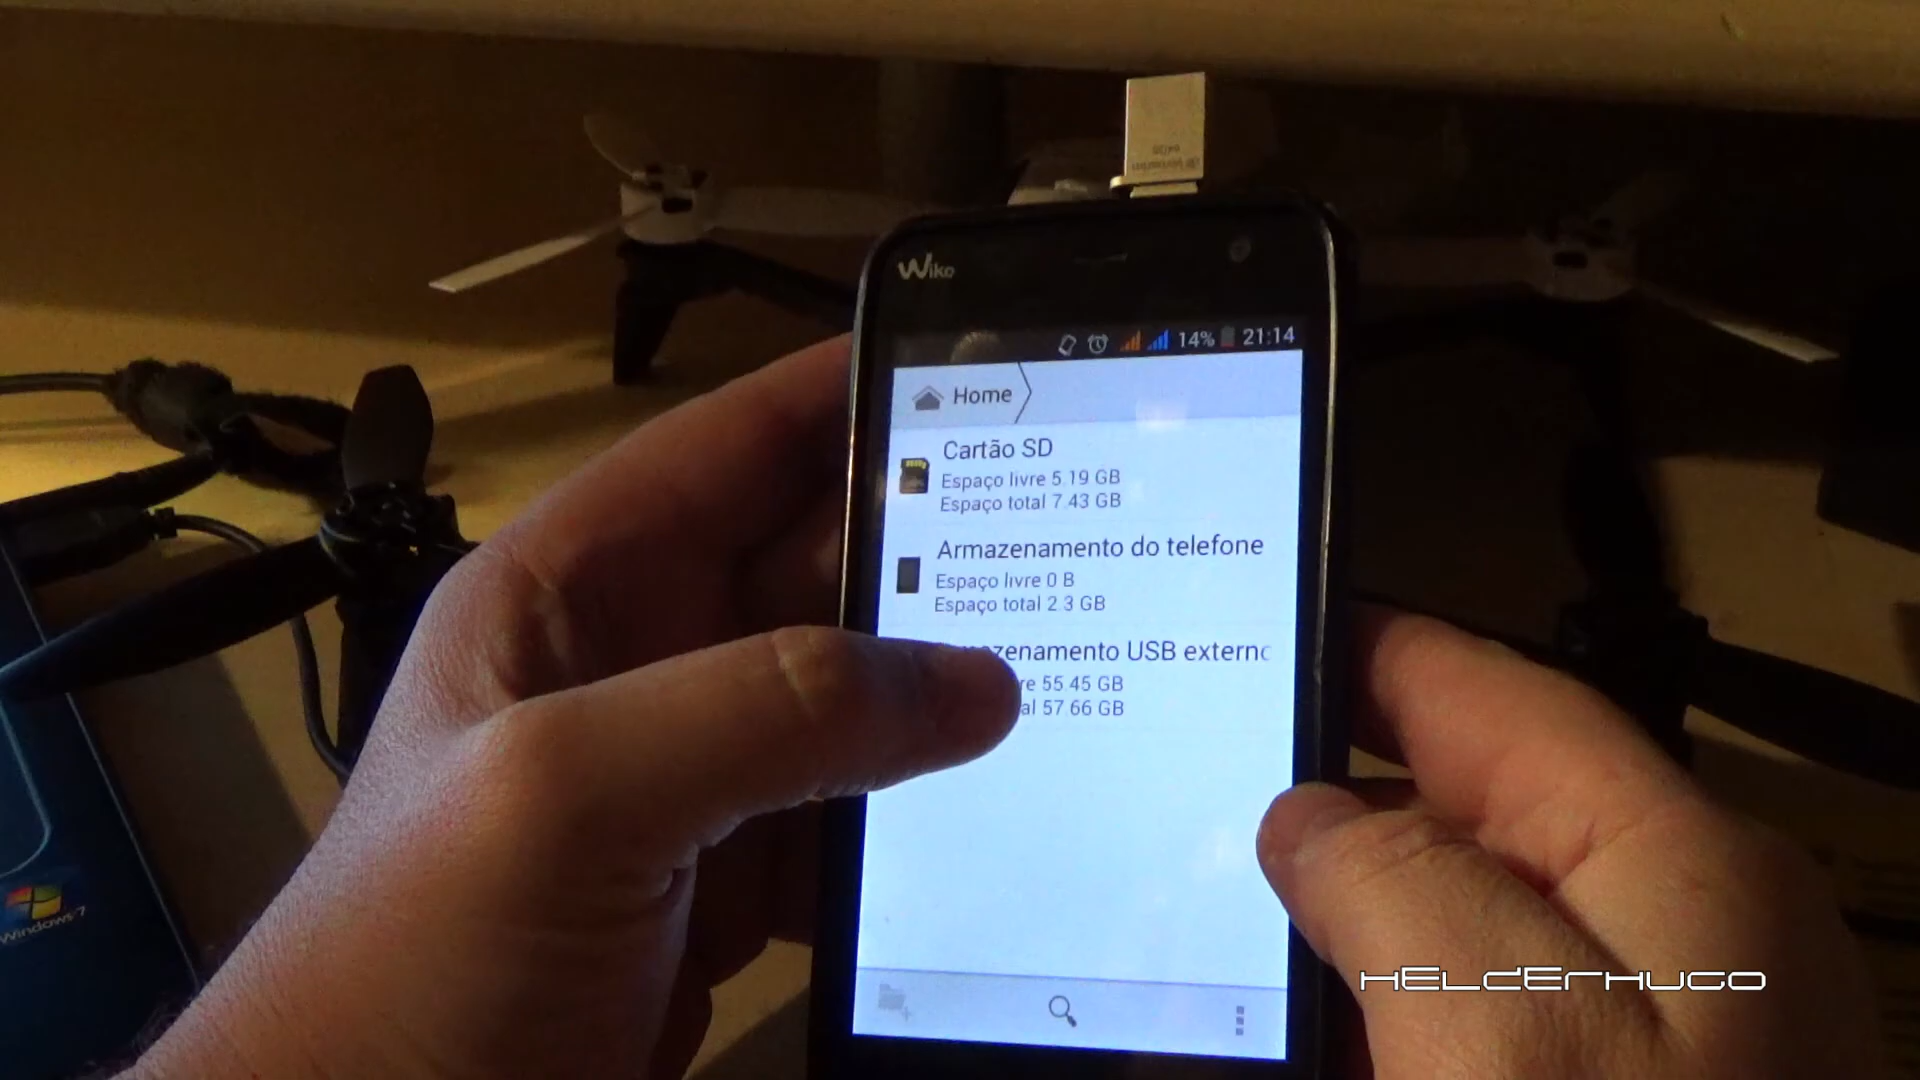 64GB
Wiko
14% 21:14
Home
Cartão SD
Espaço livre 5.19 GB
Espaço total 7.43 GB
Armazenamento do telefone
Espaço livre 0 B
Espaço total 2.3 GB
zenamento USB externo
re 55.45 GB
al 57.66 GB
Windows 7
HELDERHUGO